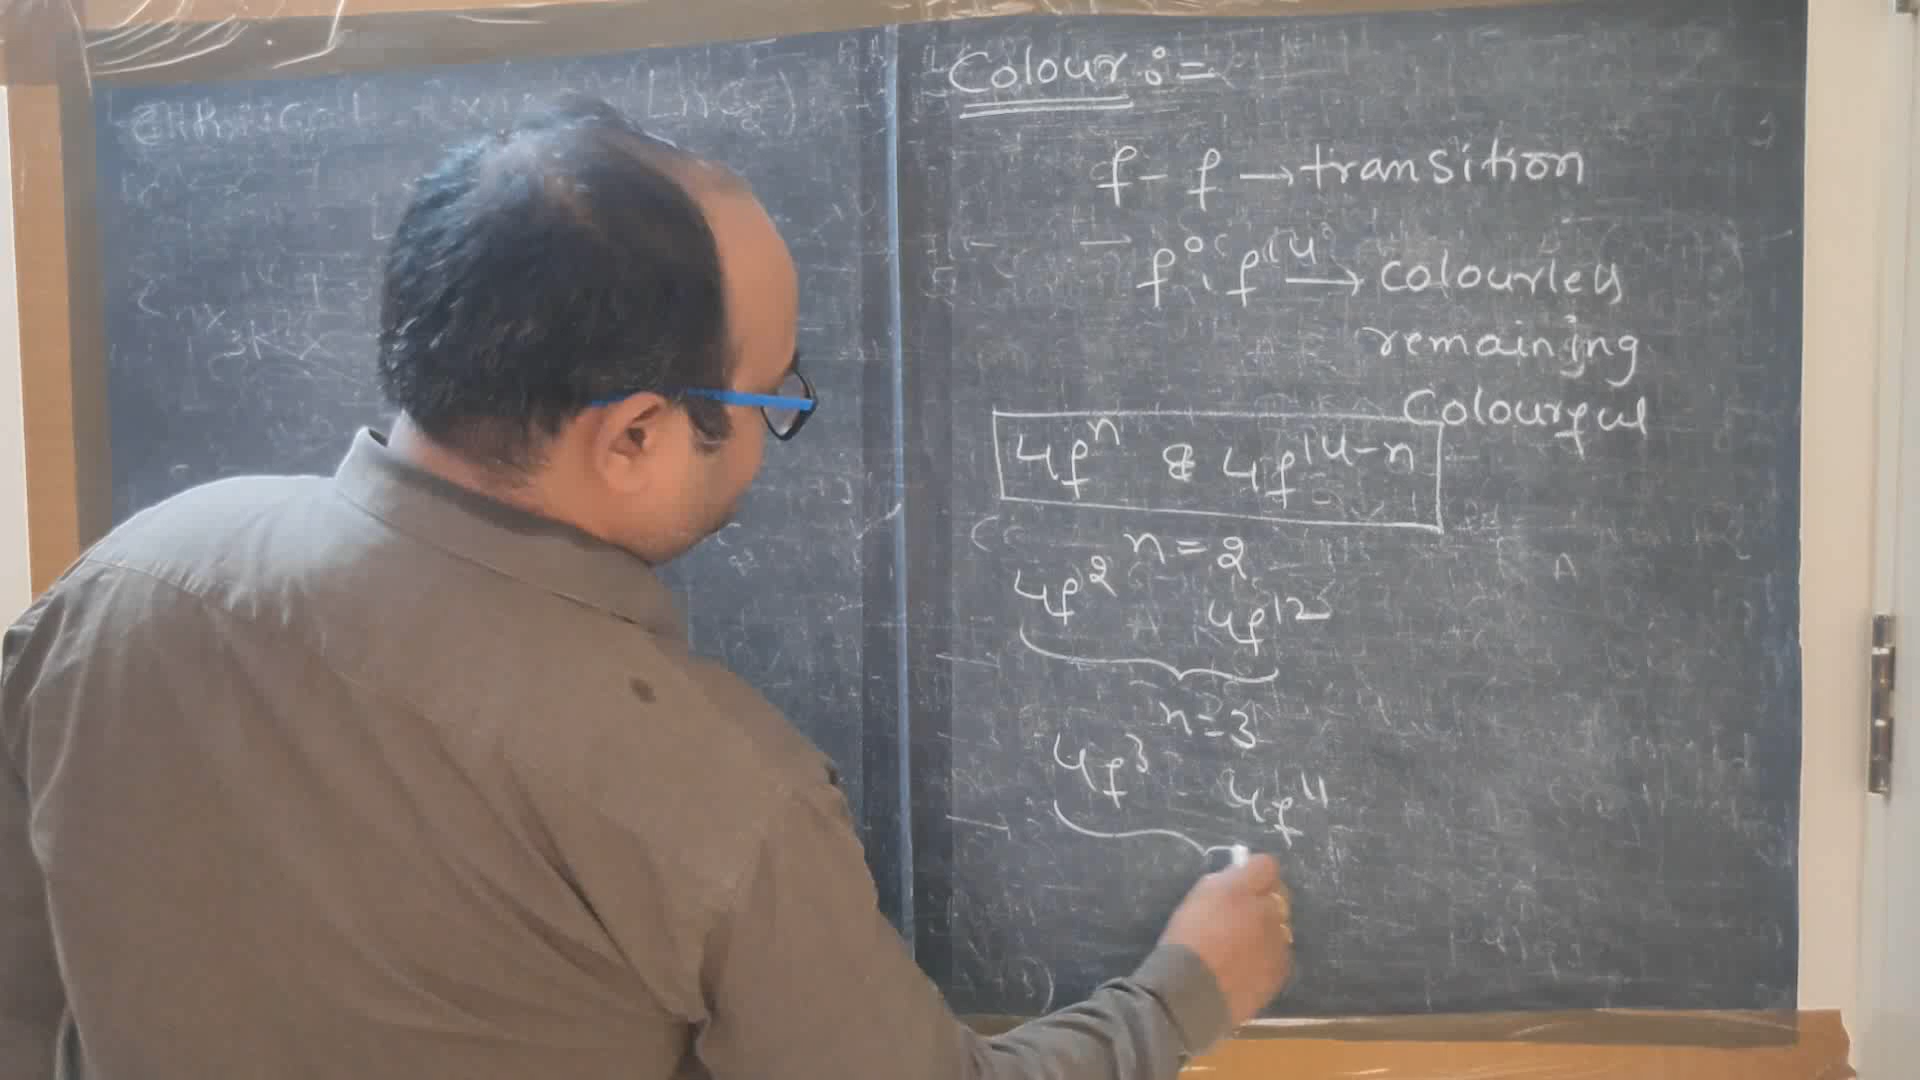 Colour :=
f - f → transition
f⁰, f¹⁴ → colourless
remaining
Colourful
4fⁿ & 4f¹⁴⁻ⁿ
n = 2
4f² 4f¹²
n = 3
4f³ 4f¹¹